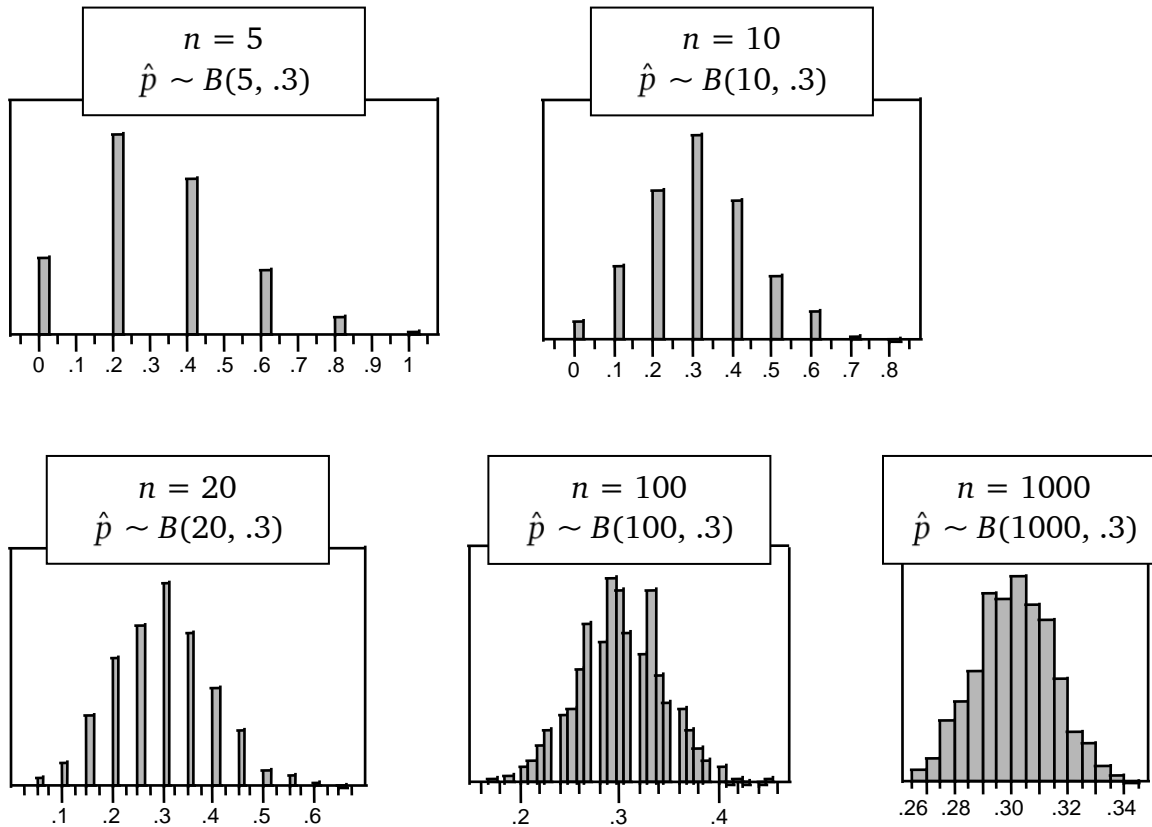 n = 5
p̂ ~ B(5, .3)
0 .1 .2 .3 .4 .5 .6 .7 .8 .9 1
n = 10
p̂ ~ B(10, .3)
0 .1 .2 .3 .4 .5 .6 .7 .8
n = 20
p̂ ~ B(20, .3)
.1 .2 .3 .4 .5 .6
n = 100
p̂ ~ B(100, .3)
.2 .3 .4
n = 1000
p̂ ~ B(1000, .3)
.26 .28 .30 .32 .34